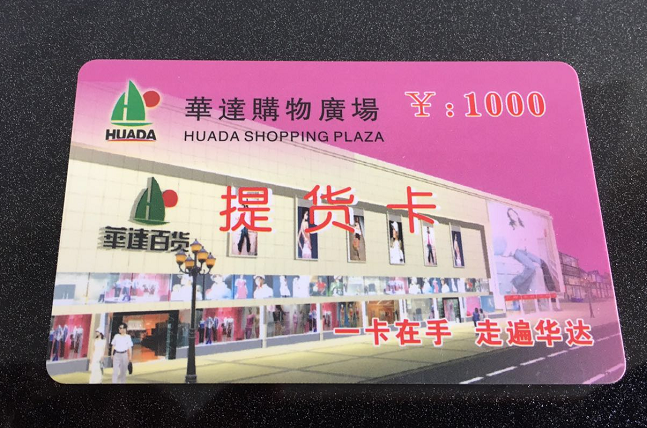 HUADA
華達購物廣場
¥:1000
HUADA SHOPPING PLAZA
提货卡
華達百货
一卡在手 走遍华达